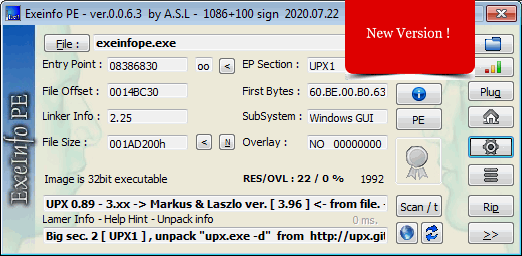 Exeinfo PE - ver.0.0.6.3 by A.S.L - 1086+100 sign 2020.07.22
New Version !
File : exeinfope.exe
Entry Point : 08386830 oo < EP Section : UPX1
File Offset : 0014BC30 First Bytes : 60.BE.00.B0.63
Plug
Linker Info : 2.25 SubSystem : Windows GUI PE
File Size : 001AD200h < N Overlay : NO 00000000
Image is 32bit executable RES/OVL : 22 / 0 % 1992
UPX 0.89 - 3.xx -> Markus & Laszlo ver. [ 3.96 ] <- from file. - Scan / t Rip
Lamer Info - Help Hint - Unpack info 0 ms.
Big sec. 2 [ UPX1 ] , unpack "upx.exe -d" from http://upx.git >>
ExeInfo PE